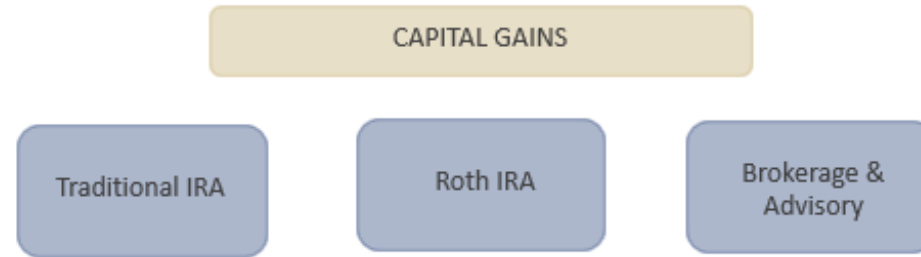 CAPITAL GAINS
Traditional IRA
Roth IRA
Brokerage &
Advisory